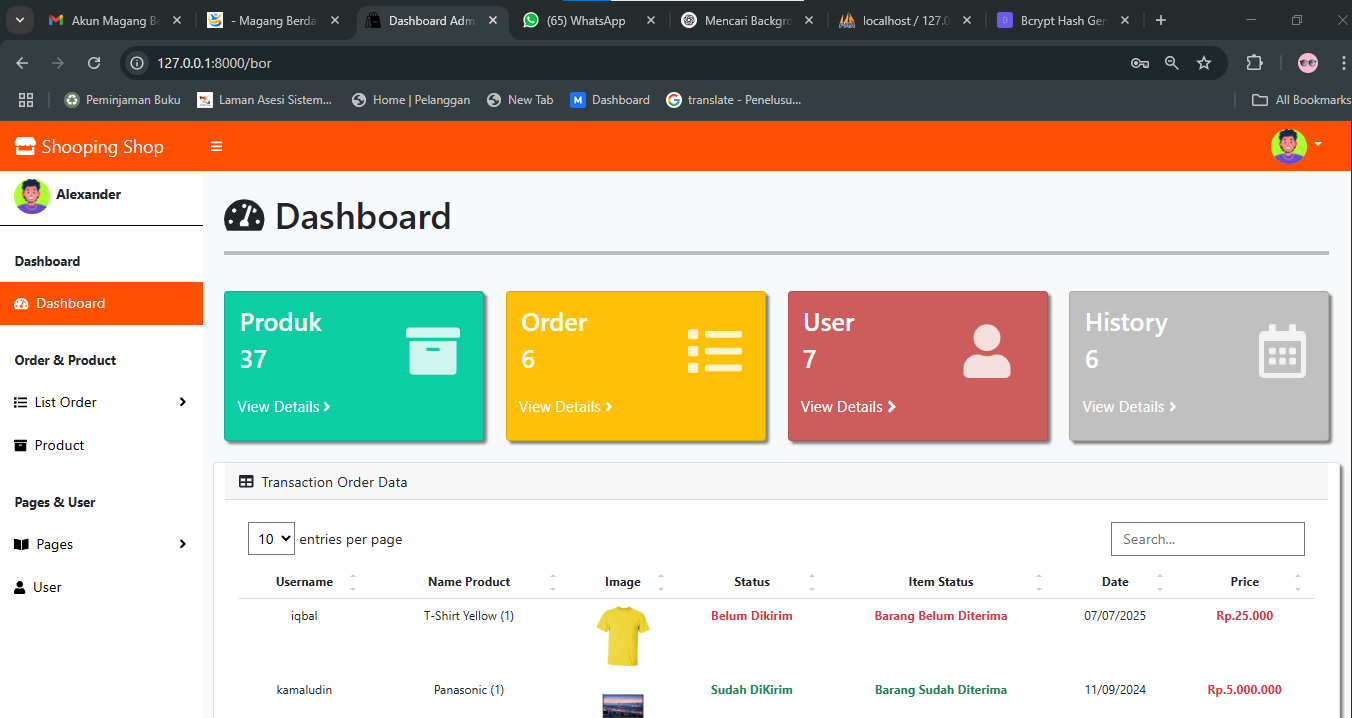 Akun Magang Be
- Magang Berda
Dashboard Adm
(65) WhatsApp
Mencari Backgro
localhost / 127.0
Bcrypt Hash Gen
127.0.0.1:8000/bor
Peminjaman Buku
Laman Asesi Sistem...
Home | Pelanggan
New Tab
Dashboard
translate - Penelusu...
All Bookmarks
Shooping Shop
Alexander
Dashboard
Dashboard
Dashboard
Order & Product
List Order
Product
Pages & User
Pages
User
Produk
37
View Details
Order
6
View Details
User
7
View Details
History
6
View Details
Transaction Order Data
10 entries per page
Search...
Username Name Product Image Status Item Status Date Price
iqbal T-Shirt Yellow (1) Belum Dikirim Barang Belum Diterima 07/07/2025 Rp.25.000
kamaludin Panasonic (1) Sudah DiKirim Barang Sudah Diterima 11/09/2024 Rp.5.000.000